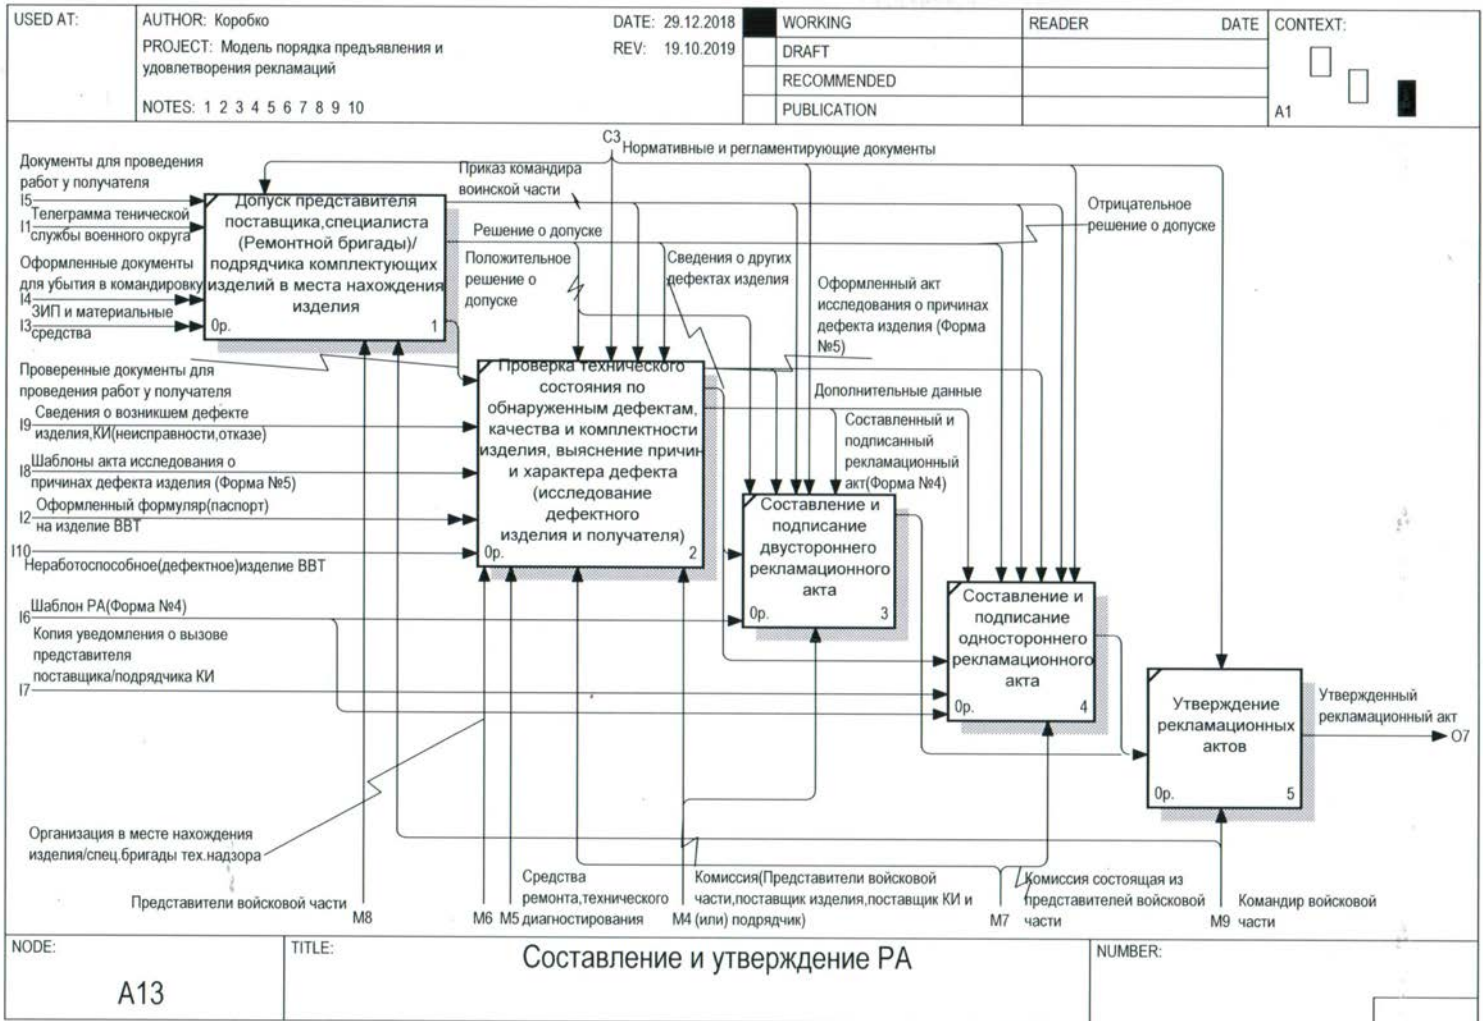 USED AT:
AUTHOR: Коробко
DATE: 29.12.2018
REV: 19.10.2019
PROJECT: Модель порядка предъявления и
удовлетворения рекламаций
NOTES: 1 2 3 4 5 6 7 8 9 10
WORKING
DRAFT
RECOMMENDED
PUBLICATION
READER
DATE
CONTEXT:
A1
C3
Нормативные и регламентирующие документы
Документы для проведения
работ у получателя
I5
Телеграмма тенической
I1
службы военного округа
Оформленные документы
для убытия в командировку
I4
ЗИП и материальные
I3
средства
Допуск представителя
поставщика,специалиста
(Ремонтной бригады)/
подрядчика комплектующих
изделий в места нахождения
изделия
0р.
1
Приказ командира
воинской части
Решение о допуске
Положительное
решение о
допуске
Сведения о других
дефектах изделия
Отрицательное
решение о допуске
Оформленный акт
исследования о причинах
дефекта изделия (Форма
№5)
Дополнительные данные
Составленный и
подписанный
рекламационный
акт(Форма №4)
Проверенные документы для
проведения работ у получателя
Сведения о возникшем дефекте
I9
изделия,КИ(неисправности,отказе)
Шаблоны акта исследования о
I8
причинах дефекта изделия (Форма №5)
Оформленный формуляр(паспорт)
I2
на изделие ВВТ
I10
Неработоспособное(дефектное)изделие ВВТ
Проверка технического
состояния по
обнаруженным дефектам,
качества и комплектности
изделия, выяснение причин
и характера дефекта
(исследование
дефектного
изделия и получателя)
0р.
2
Составление и
подписание
двустороннего
рекламационного
акта
0р.
3
Шаблон РА(Форма №4)
I6
Копия уведомления о вызове
представителя
поставщика/подрядчика КИ
I7
Составление и
подписание
одностороннего
рекламационного
акта
0р.
4
Утверждение
рекламационных
актов
0р.
5
Утвержденный
рекламационный акт
O7
Организация в месте нахождения
изделия/спец.бригады тех.надзора
Представители войсковой части
M8
M6
M5
Средства
ремонта,технического
диагностирования
M4
Комиссия(Представители войсковой
части,поставщик изделия,поставщик КИ и
(или) подрядчик)
M7
Комиссия состоящая из
представителей войсковой
части
M9
Командир войсковой
части
NODE:
A13
TITLE:
Составление и утверждение РА
NUMBER: